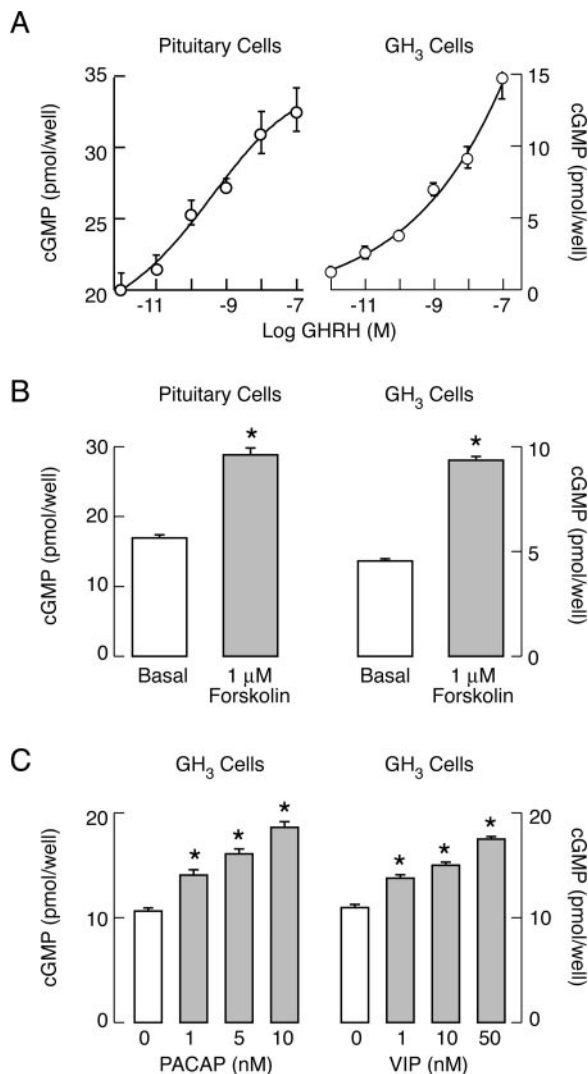 A
Pituitary Cells
GH3 Cells
cGMP (pmol/well)
35
30
25
20
-11 -9 -7
-11 -9 -7
15
10
5
0
cGMP (pmol/well)
Log GHRH (M)
B
Pituitary Cells
GH3 Cells
cGMP (pmol/well)
30
20
10
0
* *
10
5
0
cGMP (pmol/well)
Basal 1 μM Forskolin
Basal 1 μM Forskolin
C
GH3 Cells
GH3 Cells
cGMP (pmol/well)
20
10
0
* * *
* * *
20
10
0
cGMP (pmol/well)
0 1 5 10
0 1 10 50
PACAP (nM)
VIP (nM)